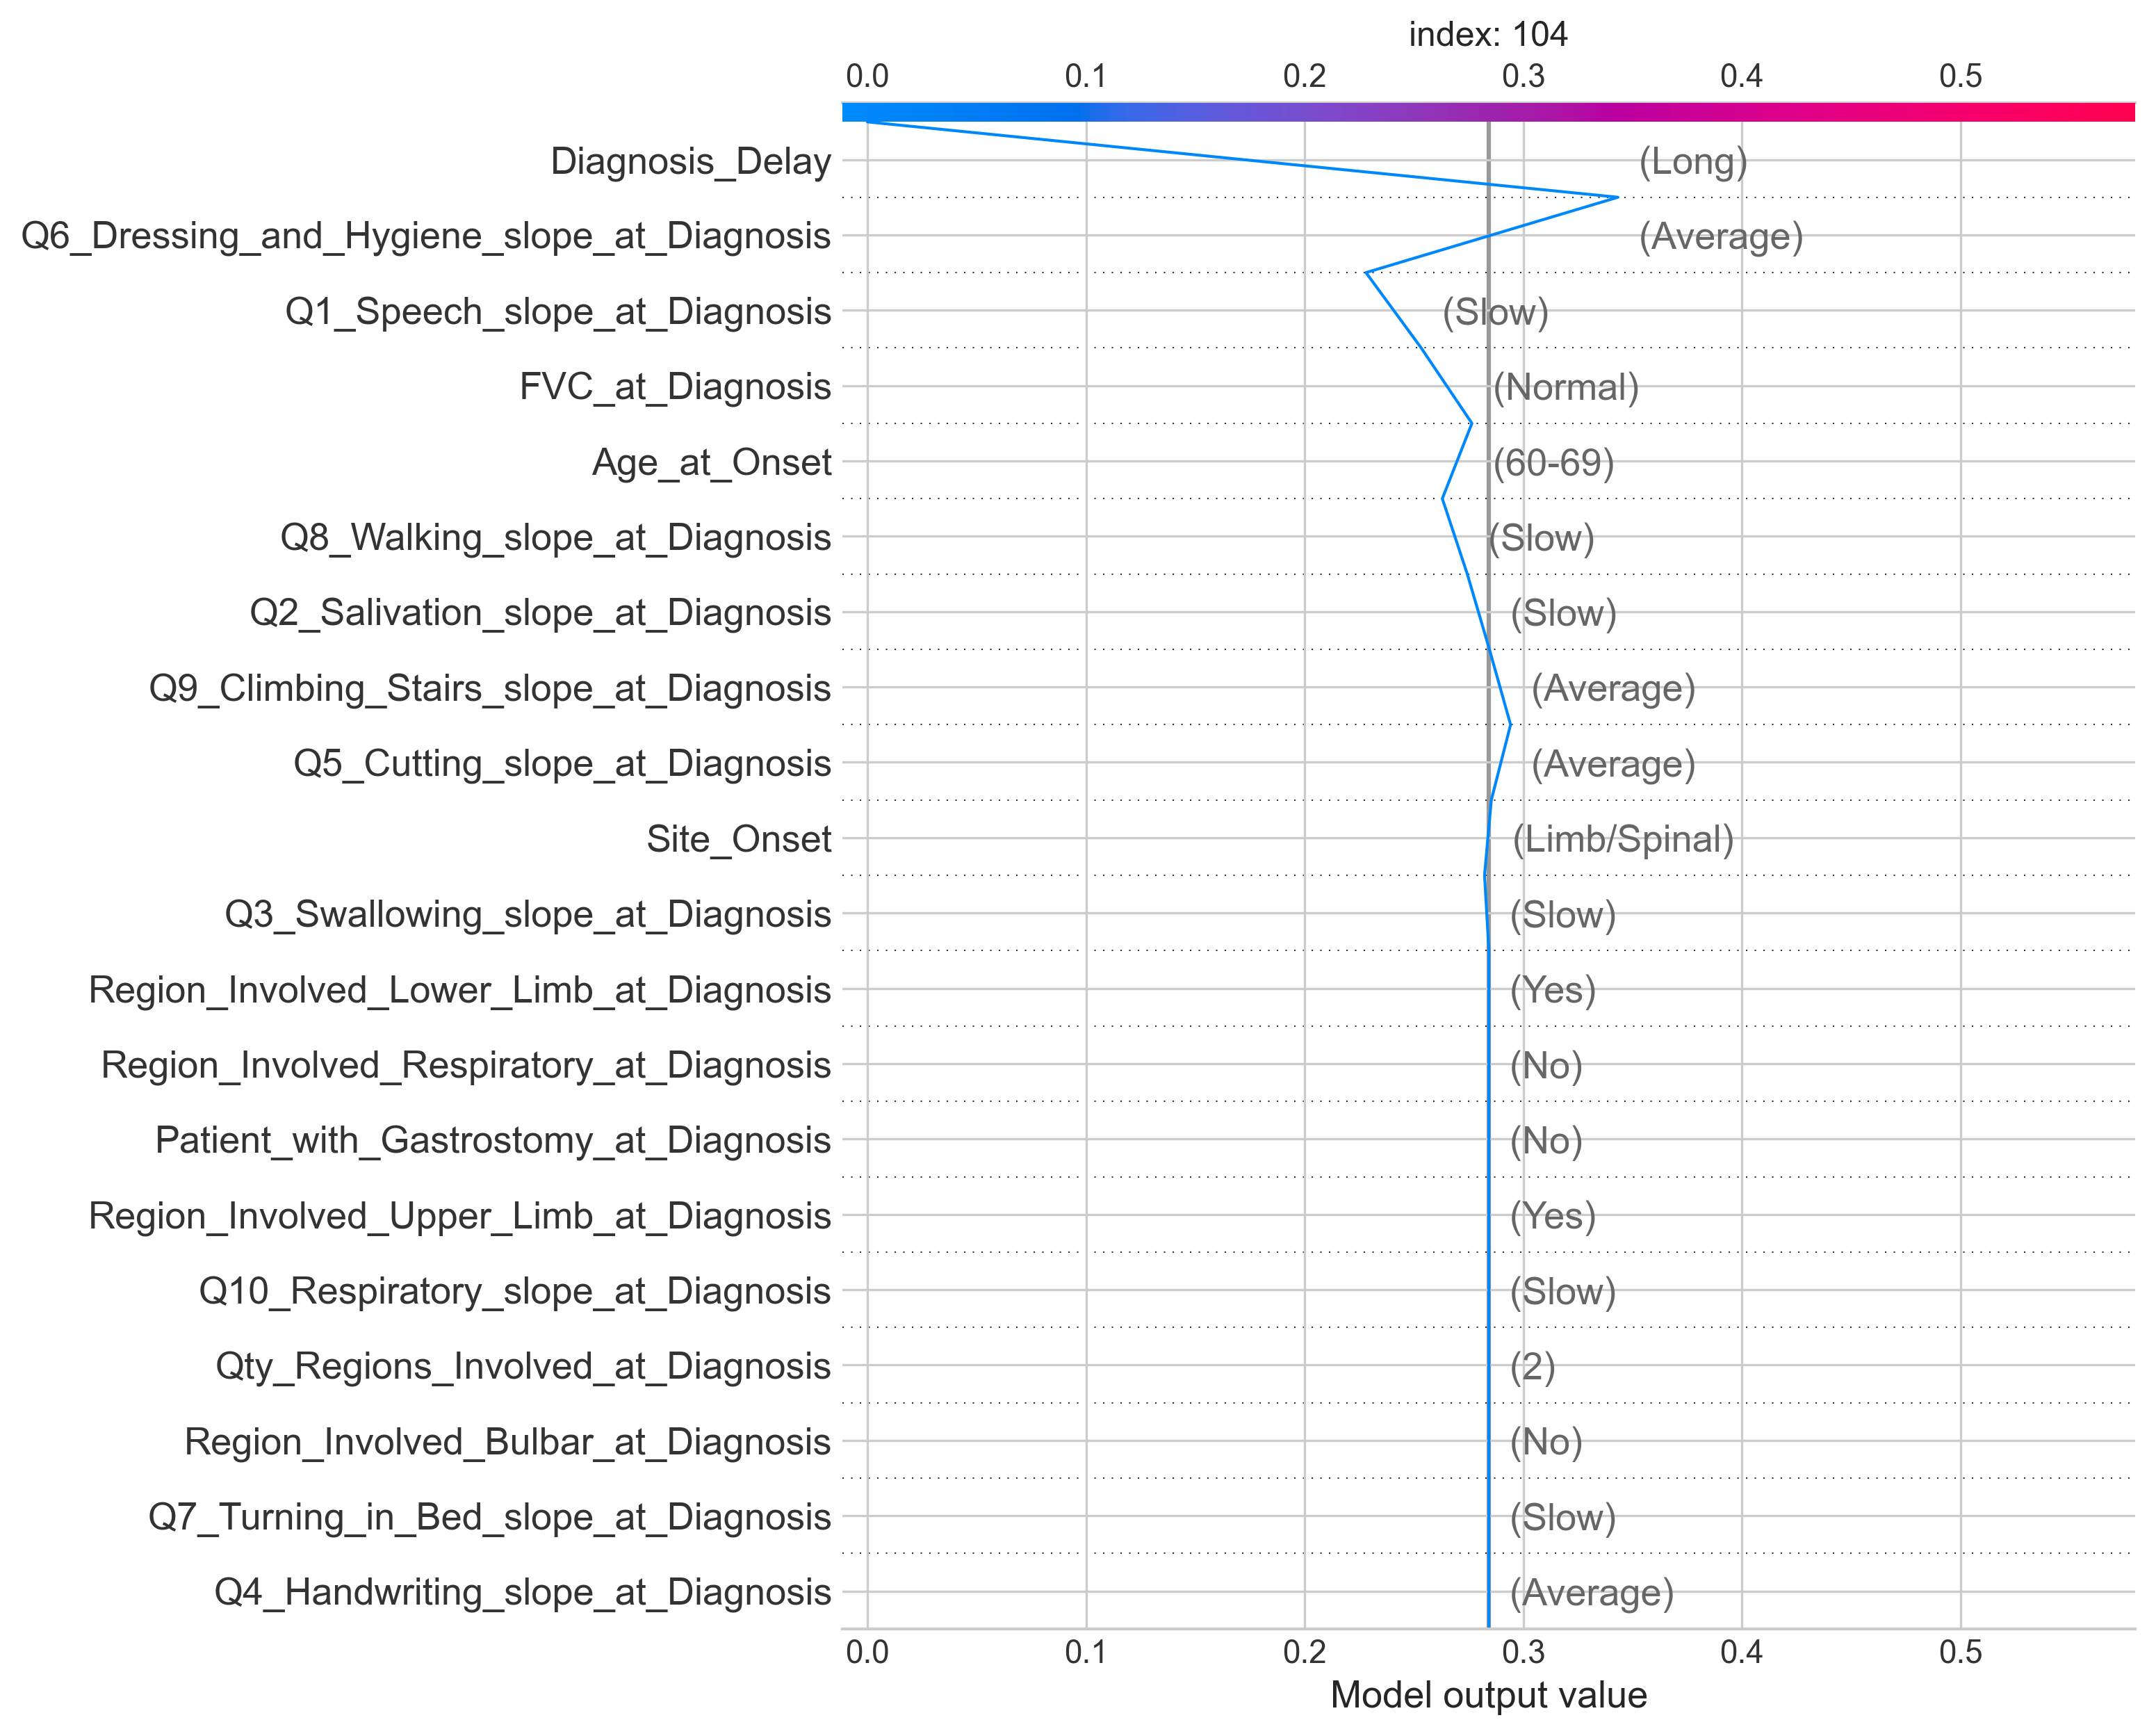 index: 104
0.0 0.1 0.2 0.3 0.4 0.5
Diagnosis_Delay (Long)
Q6_Dressing_and_Hygiene_slope_at_Diagnosis (Average)
Q1_Speech_slope_at_Diagnosis (Slow)
FVC_at_Diagnosis (Normal)
Age_at_Onset (60-69)
Q8_Walking_slope_at_Diagnosis (Slow)
Q2_Salivation_slope_at_Diagnosis (Slow)
Q9_Climbing_Stairs_slope_at_Diagnosis (Average)
Q5_Cutting_slope_at_Diagnosis (Average)
Site_Onset (Limb/Spinal)
Q3_Swallowing_slope_at_Diagnosis (Slow)
Region_Involved_Lower_Limb_at_Diagnosis (Yes)
Region_Involved_Respiratory_at_Diagnosis (No)
Patient_with_Gastrostomy_at_Diagnosis (No)
Region_Involved_Upper_Limb_at_Diagnosis (Yes)
Q10_Respiratory_slope_at_Diagnosis (Slow)
Qty_Regions_Involved_at_Diagnosis (2)
Region_Involved_Bulbar_at_Diagnosis (No)
Q7_Turning_in_Bed_slope_at_Diagnosis (Slow)
Q4_Handwriting_slope_at_Diagnosis (Average)
0.0 0.1 0.2 0.3 0.4 0.5
Model output value